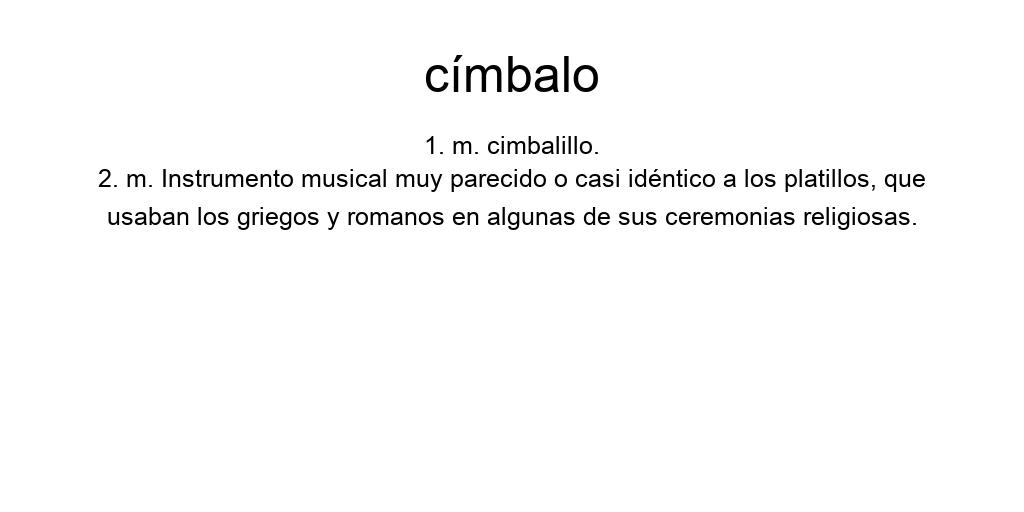 címbalo
1. m. cimbalillo.
2. m. Instrumento musical muy parecido o casi idéntico a los platillos, que
usaban los griegos y romanos en algunas de sus ceremonias religiosas.